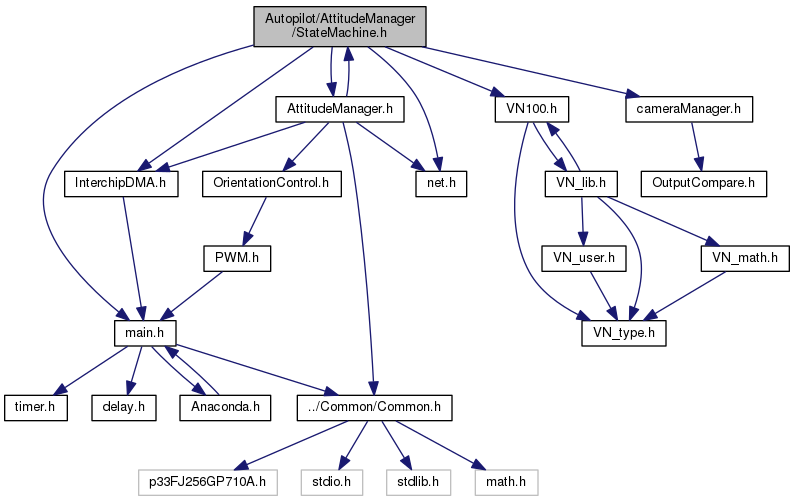 Autopilot/AttitudeManager
/StateMachine.h
AttitudeManager.h
VN100.h
cameraManager.h
InterchipDMA.h
OrientationControl.h
net.h
VN_lib.h
OutputCompare.h
PWM.h
VN_user.h
VN_math.h
main.h
VN_type.h
timer.h
delay.h
Anaconda.h
../Common/Common.h
p33FJ256GP710A.h
stdio.h
stdlib.h
math.h